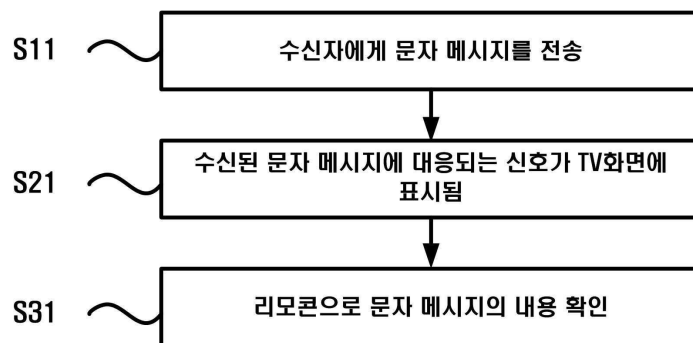 S11
수신자에게 문자 메시지를 전송
S21
수신된 문자 메시지에 대응되는 신호가 TV화면에
표시됨
S31
리모콘으로 문자 메시지의 내용 확인